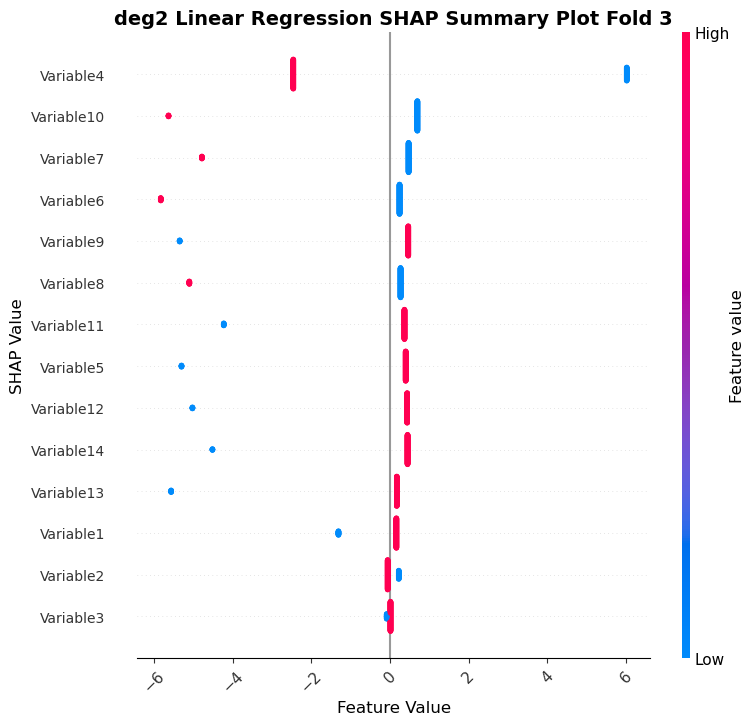 deg2 Linear Regression SHAP Summary Plot Fold 3
High
Variable4
Variable10
Variable7
Variable6
Variable9
Variable8
Variable11
Variable5
Variable12
Variable14
Variable13
Variable1
Variable2
Variable3
SHAP Value
Feature value
Low
−6 −4 −2 0 2 4 6
Feature Value